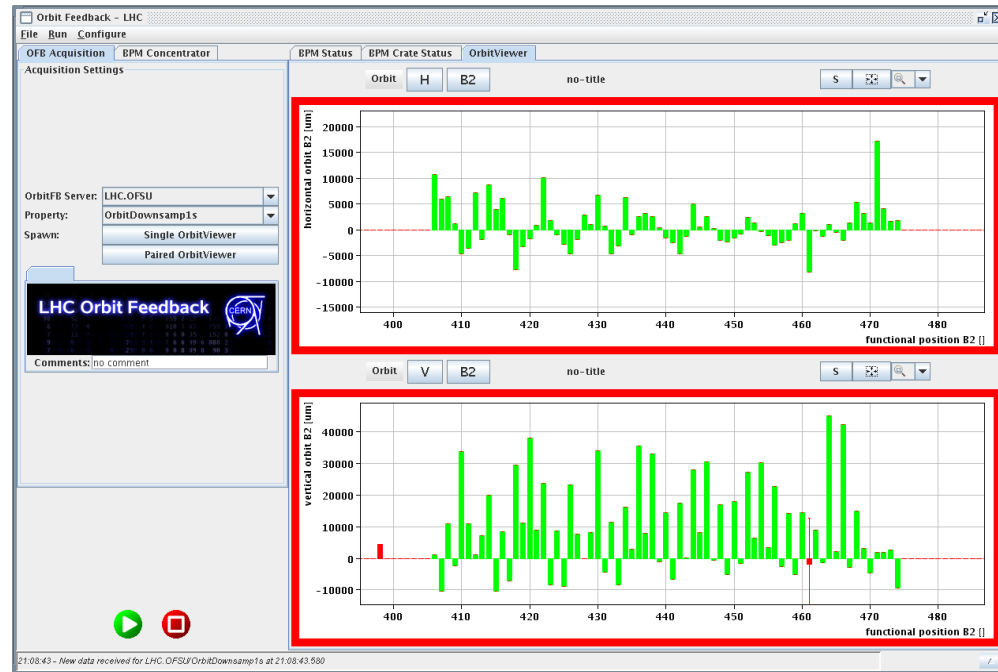 Orbit Feedback - LHC
File Run Configure
OFB Acquisition BPM Concentrator
Acquisition Settings
OrbitFB Server: LHC.OFSU
Property: OrbitDownsamp1s
Spawn: Single OrbitViewer
Paired OrbitViewer
LHC Orbit Feedback CERN
Comments: no comment
BPM Status BPM Crate Status OrbitViewer
Orbit H B2 no-title S
horizontal orbit B2 [um]
20000
15000
10000
5000
0
-5000
-10000
-15000
400 410 420 430 440 450 460 470 480
functional position B2 []
Orbit V B2 no-title S
vertical orbit B2 [um]
40000
30000
20000
10000
0
-10000
400 410 420 430 440 450 460 470 480
functional position B2 []
21:08:43 - New data received for LHC.OFSU/OrbitDownsamp1s at 21:08:43.580